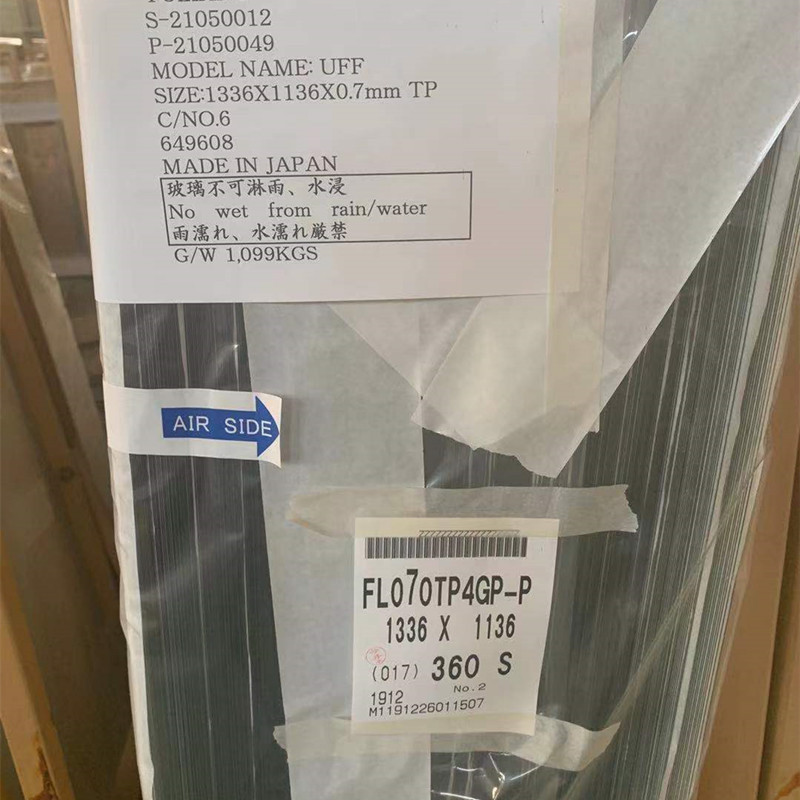 S-21050012
P-21050049
MODEL NAME: UFF
SIZE:1336X1136X0.7mm TP
C/NO.6
649608
MADE IN JAPAN
玻璃不可淋雨、水浸
No wet from rain/water
雨濡れ、水濡れ厳禁
G/W 1,099KGS
AIR SIDE
FL070TP4GP-P
1336 X 1136
(017) 360 S
1912 No.2
M1191226011507